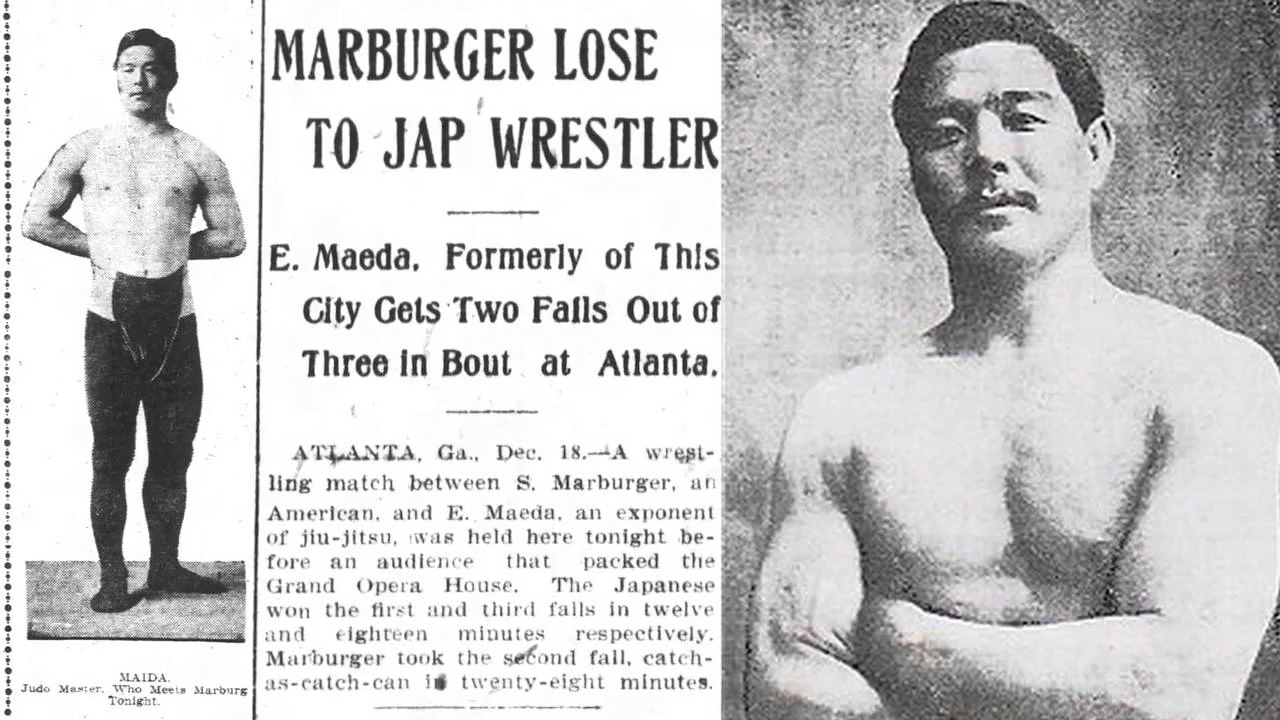 MAIDA.
Judo Master, Who Meets Marburg
Tonight.
MARBURGER LOSE
TO JAP WRESTLER
E. Maeda, Formerly of This
City Gets Two Falls Out of
Three in Bout at Atlanta.
ATLANTA, Ga., Dec. 18.—A wrest-
ling match between S. Marburger, an
American, and E. Maeda, an exponent
of jiu-jitsu, was held here tonight be-
fore an audience that packed the
Grand Opera House. The Japanese
won the first and third falls in twelve
and eighteen minutes respectively.
Marburger took the second fall, catch-
as-catch-can in twenty-eight minutes.